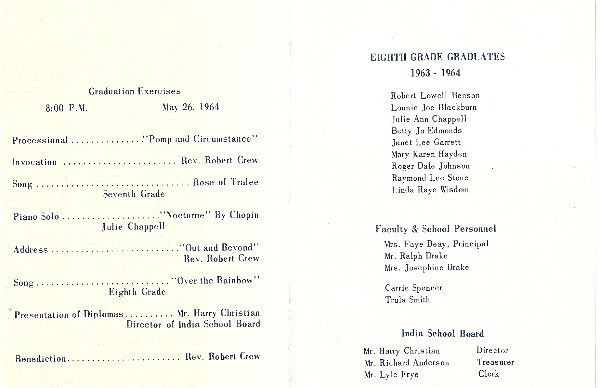 Graduation Exercises
8:00 P.M. May 26, 1964
Processional . . . . . . . . . . . . . . . "Pomp and Circumstance"
Invocation . . . . . . . . . . . . . . . . . . . . . . . Rev. Robert Crew
Song . . . . . . . . . . . . . . . . . . . . . . . . . . . . . . . Rose of Tralee
Seventh Grade
Piano Solo . . . . . . . . . . . . . . . . . . . . "Nocturne" By Chopin
Julie Chappell
Address . . . . . . . . . . . . . . . . . . . . . . . . . . "Out and Beyond"
Rev. Robert Crew
Song . . . . . . . . . . . . . . . . . . . . . . . . . . . "Over the Rainbow"
Eighth Grade
Presentation of Diplomas . . . . . . . . . . Mr. Harry Christian
Director of India School Board
Benediction. . . . . . . . . . . . . . . . . . . . . . . Rev. Robert Crew
EIGHTH GRADE GRADUATES
1963 - 1964
Robert Lowell Benson
Lonnie Joe Blackburn
Julie Ann Chappell
Betty Jo Edmonds
Janet Lee Garrett
Mary Karen Hayden
Roger Dale Johnson
Raymond Lee Stone
Linda Raye Wisdom
Faculty & School Personnel
Mrs. Faye Deay, Principal
Mr. Ralph Drake
Mrs. Josephine Drake
Carrie Spencer
Trula Smith
India School Board
Mr. Harry Christian Director
Mr. Richard Anderson Treasurer
Mr. Lyle Frye Clerk